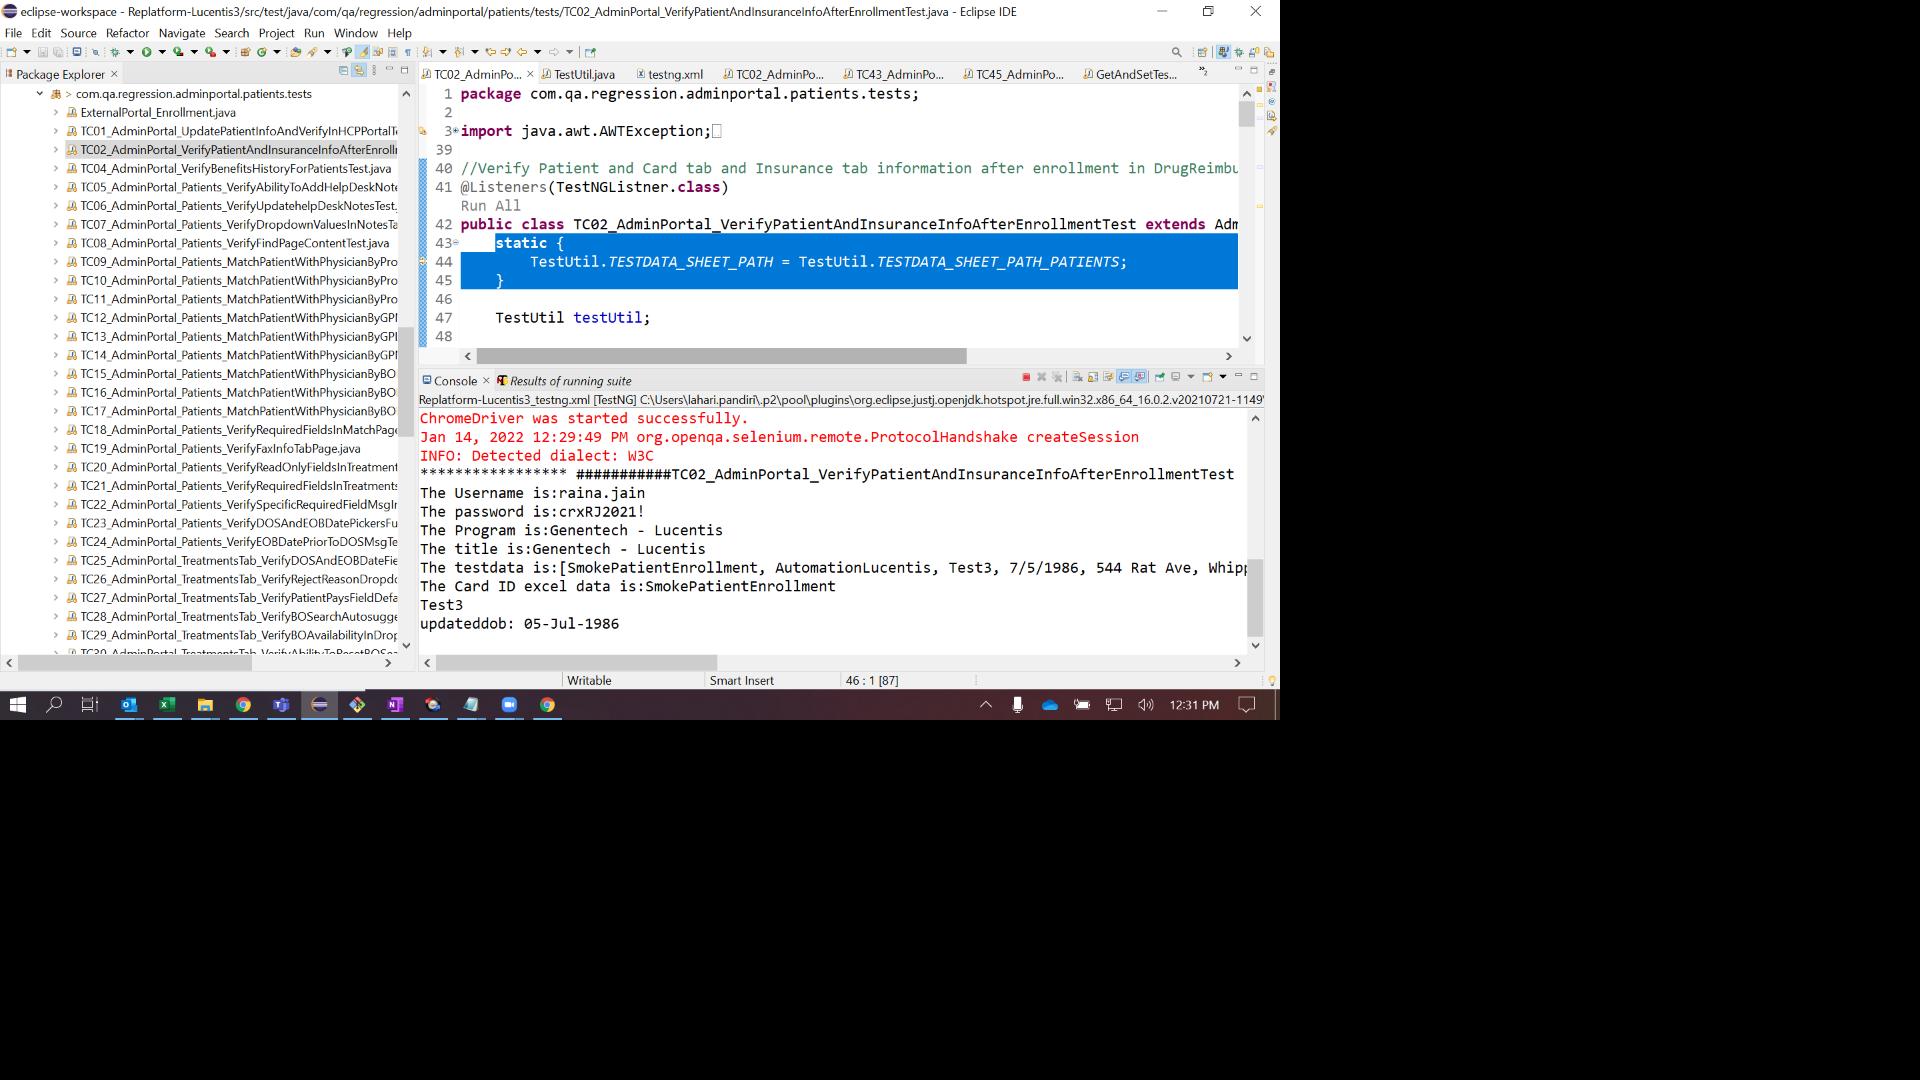 eclipse-workspace - Replatform-Lucentis3/src/test/java/com/qa/regression/adminportal/patients/tests/TC02_AdminPortal_VerifyPatientAndInsuranceInfoAfterEnrollmentTest.java - Eclipse IDE
File Edit Source Refactor Navigate Search Project Run Window Help
Package Explorer
> com.qa.regression.adminportal.patients.tests
ExternalPortal_Enrollment.java
TC01_AdminPortal_UpdatePatientInfoAndVerifyInHCPPortalT
TC02_AdminPortal_VerifyPatientAndInsuranceInfoAfterEnroll
TC04_AdminPortal_VerifyBenefitsHistoryForPatientsTest.java
TC05_AdminPortal_Patients_VerifyAbilityToAddHelpDeskNote
TC06_AdminPortal_Patients_VerifyUpdatehelpDeskNotesTest.
TC07_AdminPortal_Patients_VerifyDropdownValuesInNotesTa
TC08_AdminPortal_Patients_VerifyFindPageContentTest.java
TC09_AdminPortal_Patients_MatchPatientWithPhysicianByPro
TC10_AdminPortal_Patients_MatchPatientWithPhysicianByPro
TC11_AdminPortal_Patients_MatchPatientWithPhysicianByPro
TC12_AdminPortal_Patients_MatchPatientWithPhysicianByGPI
TC13_AdminPortal_Patients_MatchPatientWithPhysicianByGPI
TC14_AdminPortal_Patients_MatchPatientWithPhysicianByGPI
TC15_AdminPortal_Patients_MatchPatientWithPhysicianByBO
TC16_AdminPortal_Patients_MatchPatientWithPhysicianByBO
TC17_AdminPortal_Patients_MatchPatientWithPhysicianByBO
TC18_AdminPortal_Patients_VerifyRequiredFieldsInMatchPage
TC19_AdminPortal_VerifyFaxInfoTabPage.java
TC20_AdminPortal_Patients_VerifyReadOnlyFieldsInTreatment
TC21_AdminPortal_Patients_VerifyRequiredFieldsInTreatments
TC22_AdminPortal_Patients_VerifySpecificRequiredFieldMsgIr
TC23_AdminPortal_Patients_VerifyDOSAndEOBDatePickersFu
TC24_AdminPortal_Patients_VerifyEOBDatePriorToDOSMsgTe
TC25_AdminPortal_TreatmentsTab_VerifyDOSAndEOBDateFie
TC26_AdminPortal_TreatmentsTab_VerifyRejectReasonDropdo
TC27_AdminPortal_TreatmentsTab_VerifyPatientPaysFieldDefa
TC28_AdminPortal_TreatmentsTab_VerifyBOSearchAutosugge
TC29_AdminPortal_TreatmentsTab_VerifyBOAvailabilityInDrop
TC30_AdminPortal_TreatmentsTab_VerifyAbilityToResetBOSea
TC02_AdminPo... TestUtil.java testng.xml TC02_AdminPo... TC43_AdminPo... TC45_AdminPo... GetAndSetTes...
1 package com.qa.regression.adminportal.patients.tests;
2
3 import java.awt.AWTException;
39
40 //Verify Patient and Card tab and Insurance tab information after enrollment in DrugReimbu
41 @Listeners(TestNGListner.class)
Run All
42 public class TC02_AdminPortal_VerifyPatientAndInsuranceInfoAfterEnrollmentTest extends Adm
43 static {
44 TestUtil.TESTDATA_SHEET_PATH = TestUtil.TESTDATA_SHEET_PATH_PATIENTS;
45 }
46
47 TestUtil testUtil;
48
Console Results of running suite
Replatform-Lucentis3_testng.xml [TestNG] C:\Users\lahari.pandiri\.p2\pool\plugins\org.eclipse.justj.openjdk.hotspot.jre.full.win32.x86_64_16.0.2.v20210721-1149\
ChromeDriver was started successfully.
Jan 14, 2022 12:29:49 PM org.openqa.selenium.remote.ProtocolHandshake createSession
INFO: Detected dialect: W3C
***************** ###########TC02_AdminPortal_VerifyPatientAndInsuranceInfoAfterEnrollmentTest
The Username is:raina.jain
The password is:crxRJ2021!
The Program is:Genentech - Lucentis
The title is:Genentech - Lucentis
The testdata is:[SmokePatientEnrollment, AutomationLucentis, Test3, 7/5/1986, 544 Rat Ave, Whipp
The Card ID excel data is:SmokePatientEnrollment
Test3
updateddob: 05-Jul-1986
Writable Smart Insert 46 : 1 [87]
12:31 PM